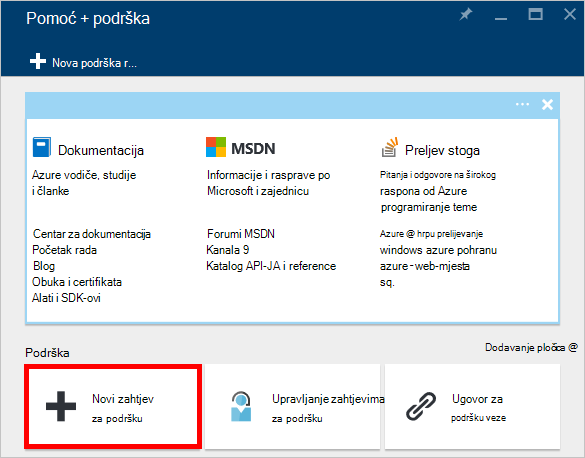 Pomoć + podrška
Nova podrška r...
Dokumentacija
Azure vodiče, studije
i članke
Centar za dokumentacija
Početak rada
Blog
Obuka i certifikata
Alati i SDK-ovi
MSDN
Informacije i rasprave po
Microsoft i zajednicu
Forumi MSDN
Kanala 9
Katalog API-JA i reference
Preljev stoga
Pitanja i odgovore na širokog
raspona od Azure
programiranje teme
Azure @ hrpu prelijevanje
windows azure pohranu
azure-web-mjesta
sq.
Podrška
Dodavanje pločica @
Novi zahtjev
za podršku
Upravljanje zahtjevima
za podršku
Ugovor za
podršku veze